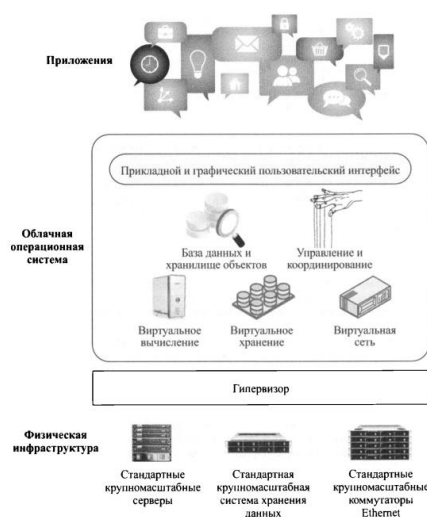 Приложения
Прикладной и графический пользовательский интерфейс
Облачная
операционная
система
База данных и
хранилище объектов
Управление и
координирование
Виртуальное
вычисление
Виртуальное
хранение
Виртуальная
сеть
Гипервизор
Физическая
инфраструктура
Стандартные
крупномасштабные
серверы
Стандартная
крупномасштабная
система хранения
данных
Стандартные
крупномасштабные
коммутаторы
Ethernet